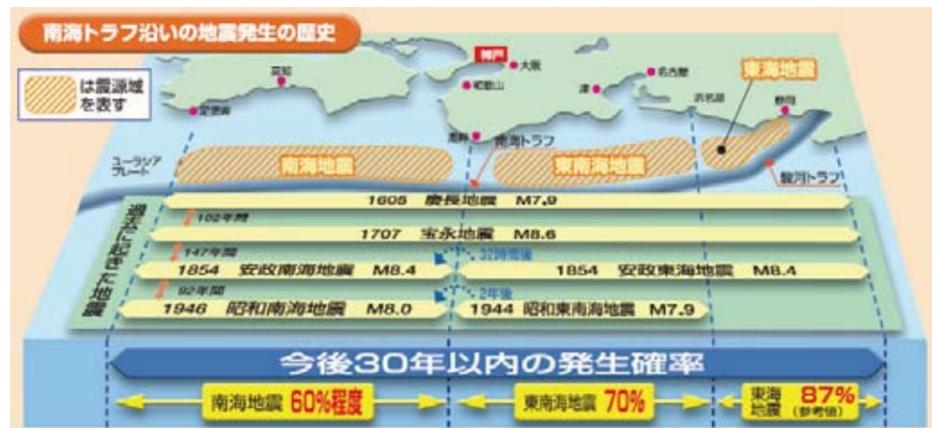 南海トラフ沿いの地震発生の歴史
は震源域
を表す
神戸
大阪
高知
和歌山
津
名古屋
浜名湖
静岡
東海地震
足摺岬
潮岬
南海トラフ
ユーラシア
プレート
南海地震
東南海地震
駿河トラフ
過去に起きた地震
1605 慶長地震 M7.9
102年間
1707 宝永地震 M8.6
147年間
32時間後
1854 安政南海地震 M8.4
1854 安政東海地震 M8.4
92年間
2年後
1946 昭和南海地震 M8.0
1944 昭和東南海地震 M7.9
今後30年以内の発生確率
南海地震 60%程度
東南海地震 70%
東海
地震 87%
(参考値)